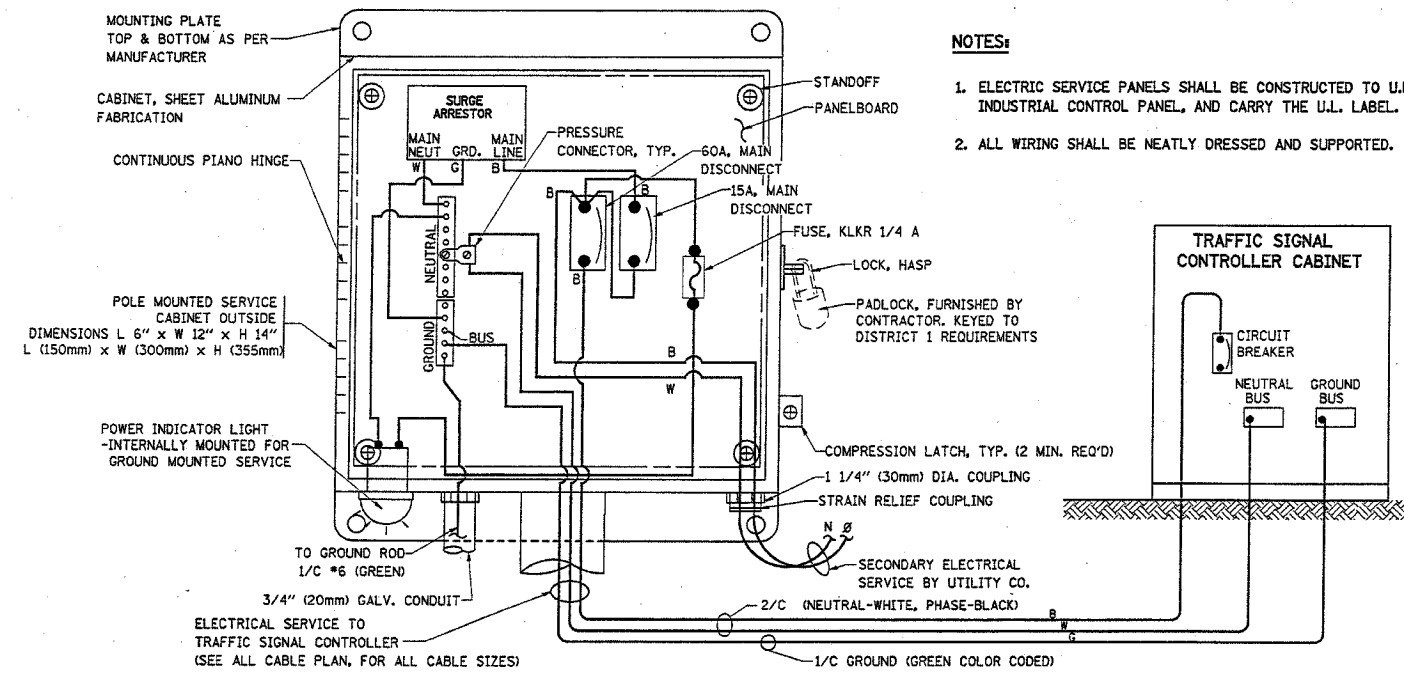 MOUNTING PLATE
TOP & BOTTOM AS PER
MANUFACTURER
CABINET, SHEET ALUMINUM
FABRICATION
CONTINUOUS PIANO HINGE
POLE MOUNTED SERVICE
CABINET OUTSIDE
DIMENSIONS L 6" x W 12" x H 14"
L (150mm) x W (300mm) x H (355mm)
POWER INDICATOR LIGHT
-INTERNALLY MOUNTED FOR
GROUND MOUNTED SERVICE
SURGE
ARRESTOR
MAIN
NEUT
GRD.
MAIN
LINE
W
G
B
NEUTRAL
GROUND
BUS
B
B
B
B
W
PRESSURE
CONNECTOR, TYP.
60A, MAIN
DISCONNECT
15A, MAIN
DISCONNECT
STANDOFF
PANELBOARD
FUSE, KLKR 1/4 A
LOCK, HASP
PADLOCK, FURNISHED BY
CONTRACTOR. KEYED TO
DISTRICT 1 REQUIREMENTS
COMPRESSION LATCH, TYP. (2 MIN. REQ'D)
1 1/4" (30mm) DIA. COUPLING
STRAIN RELIEF COUPLING
N Ø
SECONDARY ELECTRICAL
SERVICE BY UTILITY CO.
TO GROUND ROD
1/C #6 (GREEN)
3/4" (20mm) GALV. CONDUIT
ELECTRICAL SERVICE TO
TRAFFIC SIGNAL CONTROLLER
(SEE ALL CABLE PLAN, FOR ALL CABLE SIZES)
2/C (NEUTRAL-WHITE, PHASE-BLACK)
B
W
G
1/C GROUND (GREEN COLOR CODED)
NOTES:
1. ELECTRIC SERVICE PANELS SHALL BE CONSTRUCTED TO U.L
INDUSTRIAL CONTROL PANEL, AND CARRY THE U.L. LABEL.
2. ALL WIRING SHALL BE NEATLY DRESSED AND SUPPORTED.
TRAFFIC SIGNAL
CONTROLLER CABINET
CIRCUIT
BREAKER
NEUTRAL
BUS
GROUND
BUS